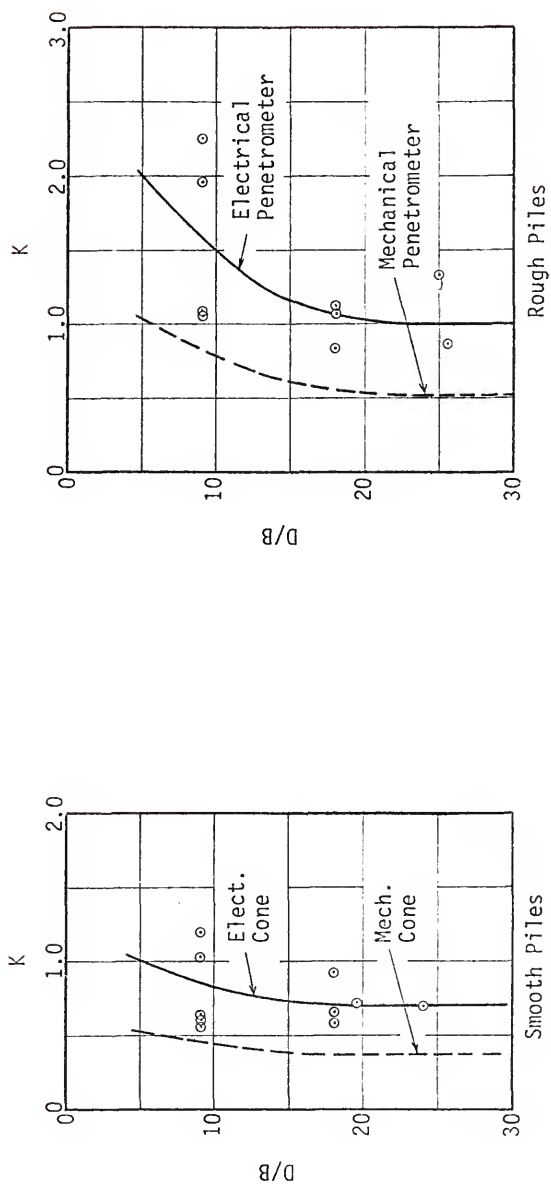 K
0
1.0
2.0
0
10
20
30
D/B
Elect.
Cone
Mech.
Cone
Smooth Piles
K
0
1.0
2.0
3.0
0
10
20
30
D/B
Electrical
Penetrometer
Mechanical
Penetrometer
Rough Piles